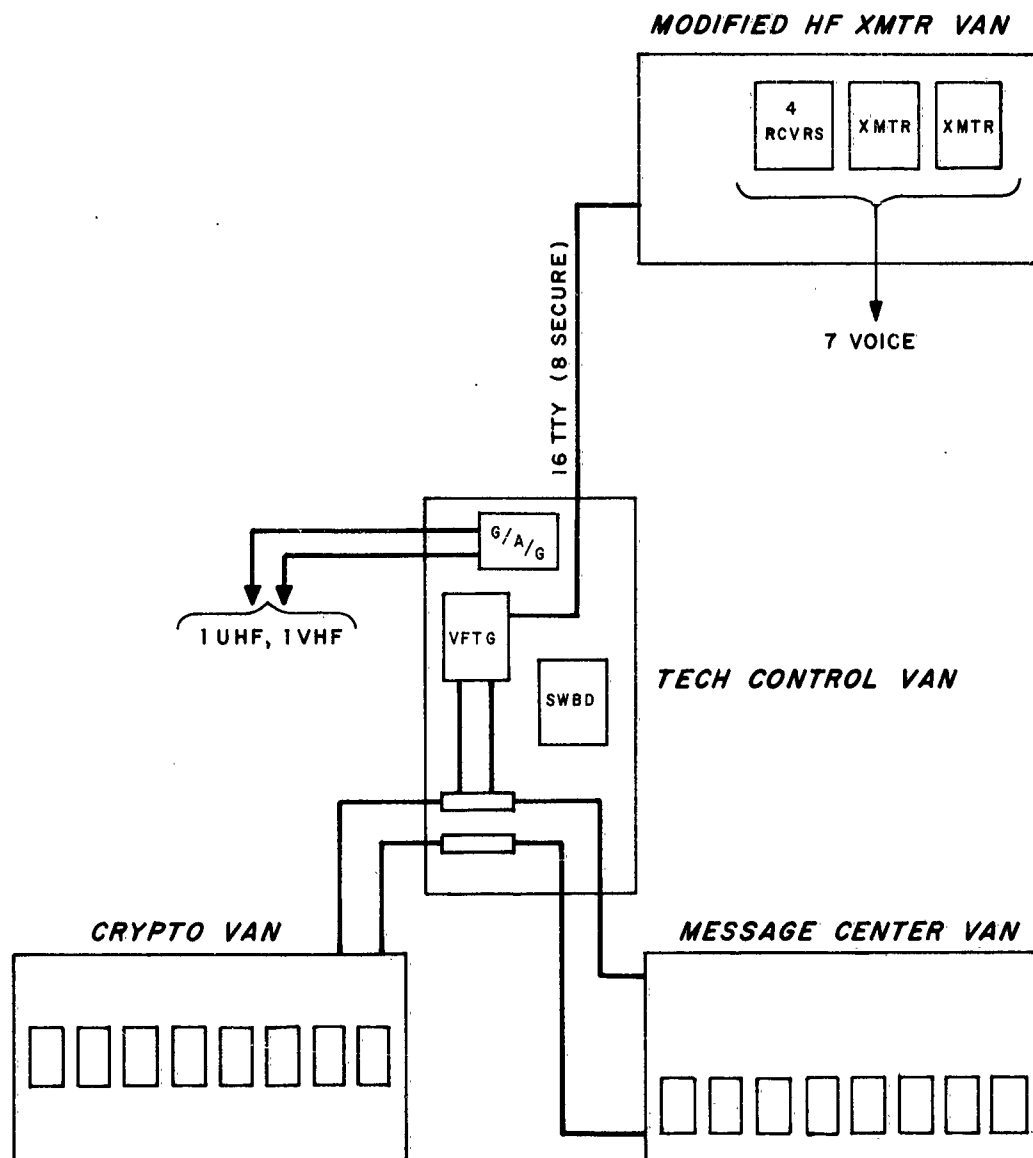 MODIFIED HF XMTR VAN
4
RCVRS
XMTR
XMTR
7 VOICE
16 TTY (8 SECURE)
G/A/G
1 UHF, 1 VHF
VFTG
SWBD
TECH CONTROL VAN
CRYPTO VAN
MESSAGE CENTER VAN